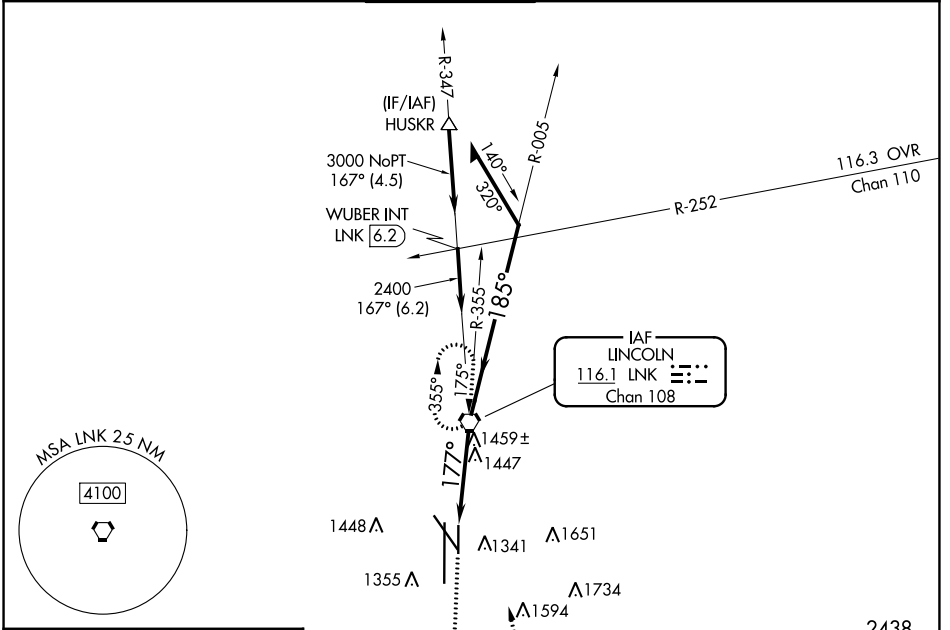 R-347
(IF/IAF)
HUSKR
3000 NoPT
167° (4.5)
140°
320°
R-005
116.3 OVR
Chan 110
R-252
WUBER INT
LNK 6.2
2400
167° (6.2)
R-355
185°
355°
175°
IAF
LINCOLN
116.1 LNK
Chan 108
1459±
1447
177°
MSA LNK 25 NM
4100
1448
1341
1651
1355
1734
1594
2438